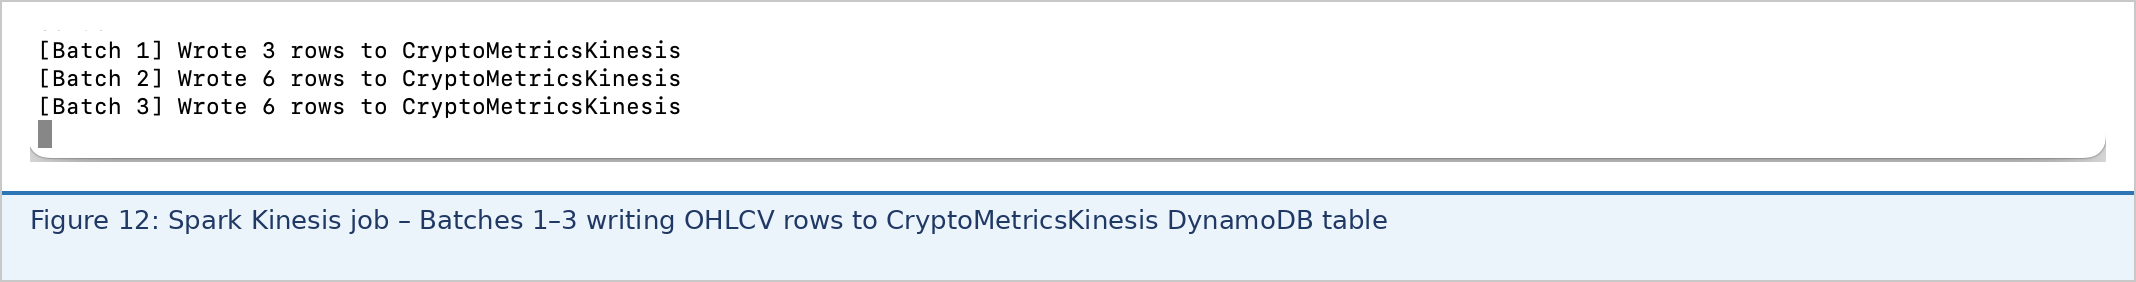 [Batch 1] Wrote 3 rows to CryptoMetricsKinesis
[Batch 2] Wrote 6 rows to CryptoMetricsKinesis
[Batch 3] Wrote 6 rows to CryptoMetricsKinesis
Figure 12: Spark Kinesis job – Batches 1–3 writing OHLCV rows to CryptoMetricsKinesis DynamoDB table